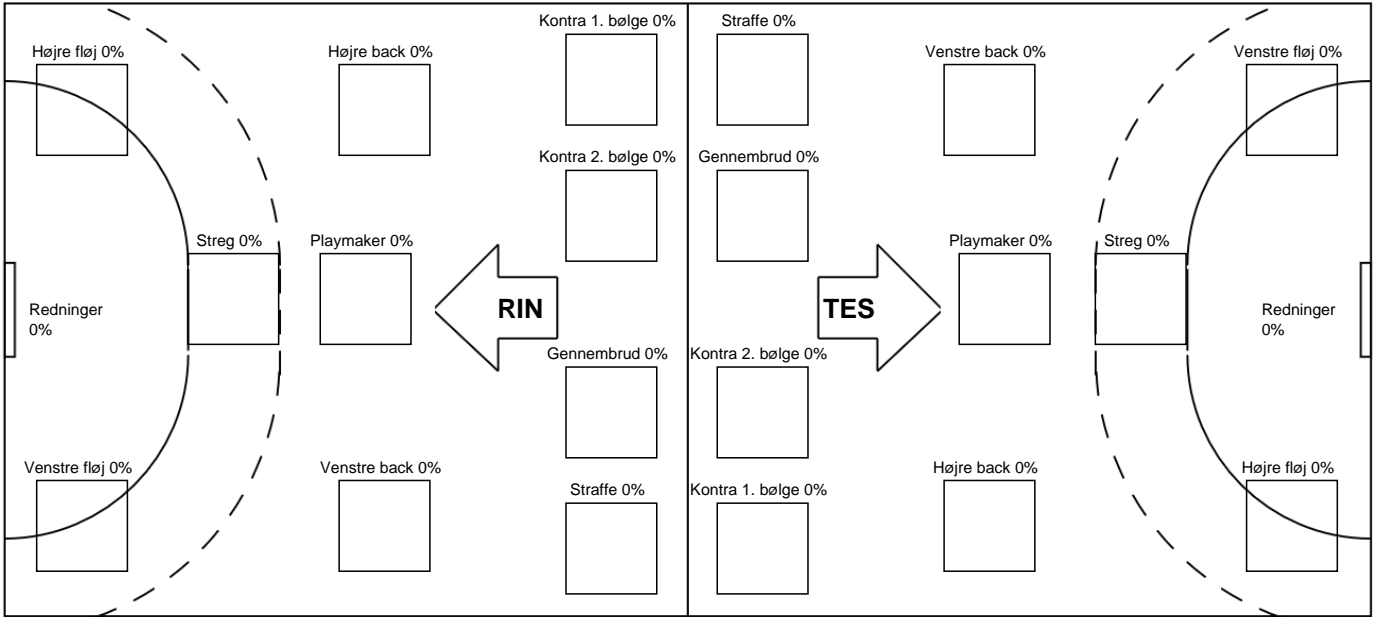 Kontra 1. bølge 0%
Straffe 0%
Højre fløj 0%
Højre back 0%
Venstre back 0%
Venstre fløj 0%
Kontra 2. bølge 0%
Gennembrud 0%
Streg 0%
Playmaker 0%
Playmaker 0%
Streg 0%
Redninger
0%
RIN
TES
Redninger
0%
Gennembrud 0%
Kontra 2. bølge 0%
Venstre fløj 0%
Venstre back 0%
Straffe 0%
Kontra 1. bølge 0%
Højre back 0%
Højre fløj 0%